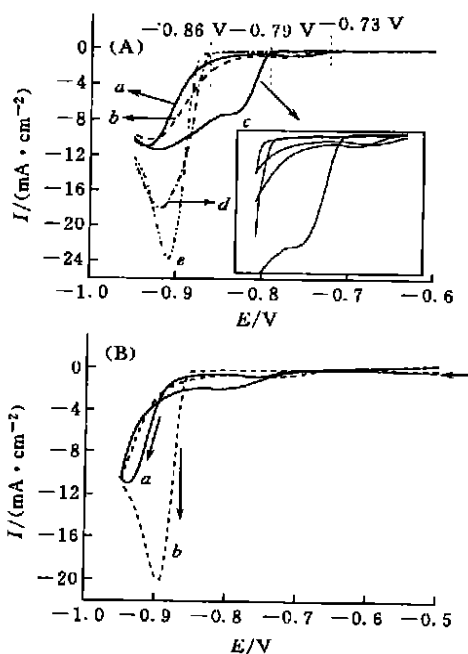 (A)
−0.86 V −0.79 V −0.73 V
I/(mA·cm⁻²)
0
−4
−8
−12
−16
−20
−24
a
b
c
d
e
−1.0 −0.9 −0.8 −0.7 −0.6
E/V
(B)
I/(mA·cm⁻²)
0
−4
−8
−12
−16
−20
a
b
−1.0 −0.9 −0.8 −0.7 −0.6 −0.5
E/V